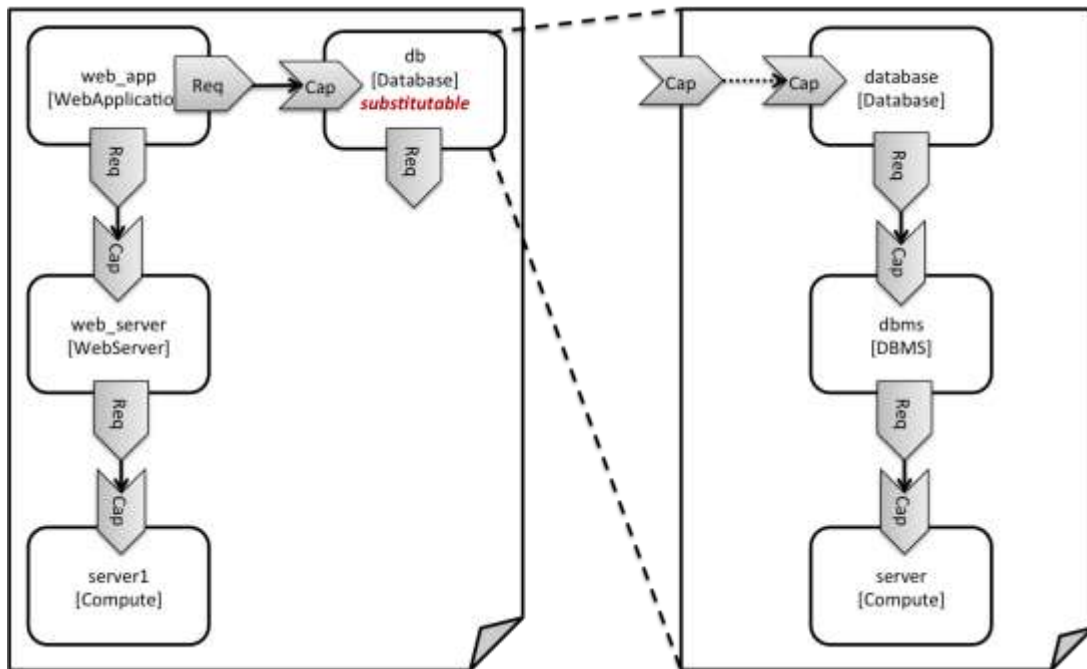 web_app
[WebApplicatio
Req
Cap
db
[Database]
substitutable
Req
Req
Cap
web_server
[WebServer]
Req
Cap
server1
[Compute]
Cap
Cap
database
[Database]
Req
Cap
dbms
[DBMS]
Req
Cap
server
[Compute]